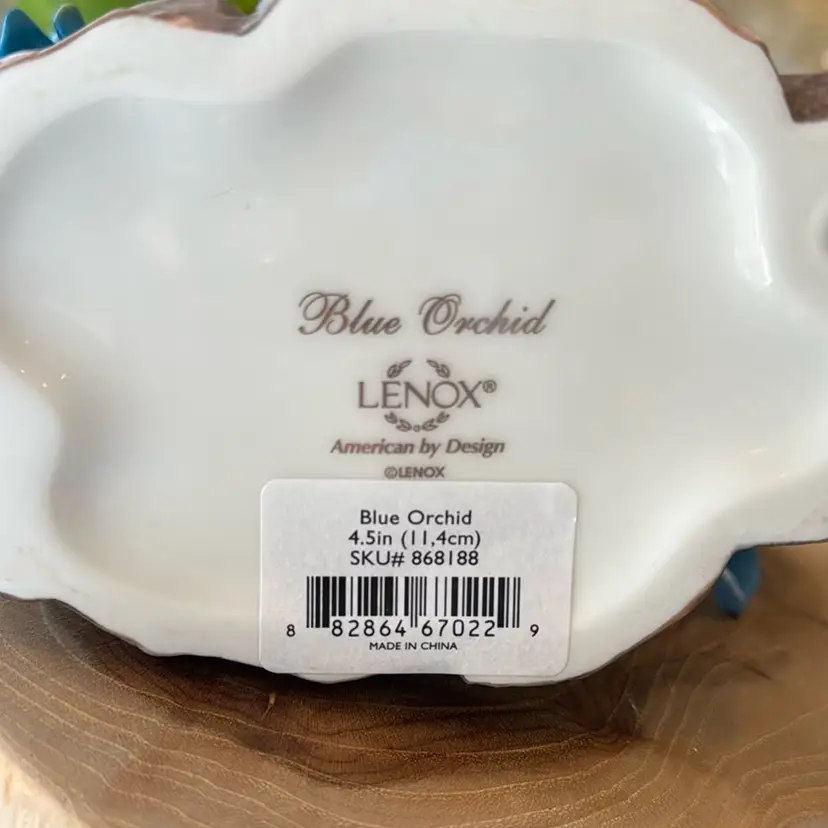 Blue Orchid
LENOX®
American by Design
©LENOX
Blue Orchid
4.5in (11,4cm)
SKU# 868188
8 82864 67022 9
MADE IN CHINA